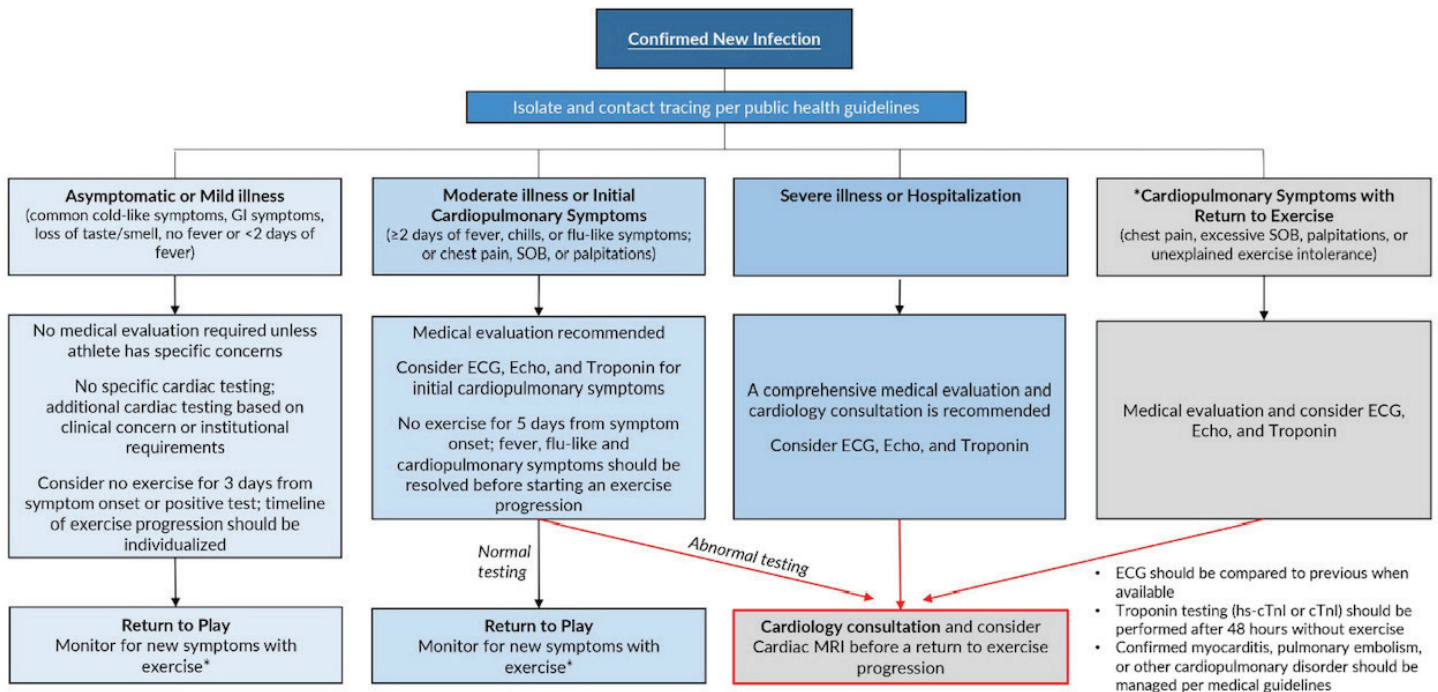 Confirmed New Infection
Isolate and contact tracing per public health guidelines
Asymptomatic or Mild illness
(common cold-like symptoms, GI symptoms,
loss of taste/smell, no fever or <2 days of
fever)
Moderate illness or Initial
Cardiopulmonary Symptoms
(≥2 days of fever, chills, or flu-like symptoms;
or chest pain, SOB, or palpitations)
Severe illness or Hospitalization
*Cardiopulmonary Symptoms with
Return to Exercise
(chest pain, excessive SOB, palpitations, or
unexplained exercise intolerance)
No medical evaluation required unless
athlete has specific concerns
No specific cardiac testing;
additional cardiac testing based on
clinical concern or institutional
requirements
Consider no exercise for 3 days from
symptom onset or positive test; timeline
of exercise progression should be
individualized
Medical evaluation recommended
Consider ECG, Echo, and Troponin for
initial cardiopulmonary symptoms
No exercise for 5 days from symptom
onset; fever, flu-like and
cardiopulmonary symptoms should be
resolved before starting an exercise
progression
A comprehensive medical evaluation and
cardiology consultation is recommended
Consider ECG, Echo, and Troponin
Medical evaluation and consider ECG,
Echo, and Troponin
Normal
testing
Abnormal testing
Return to Play
Monitor for new symptoms with
exercise*
Return to Play
Monitor for new symptoms with
exercise*
Cardiology consultation and consider
Cardiac MRI before a return to exercise
progression
• ECG should be compared to previous when
available
• Troponin testing (hs-cTnI or cTnI) should be
performed after 48 hours without exercise
• Confirmed myocarditis, pulmonary embolism,
or other cardiopulmonary disorder should be
managed per medical guidelines